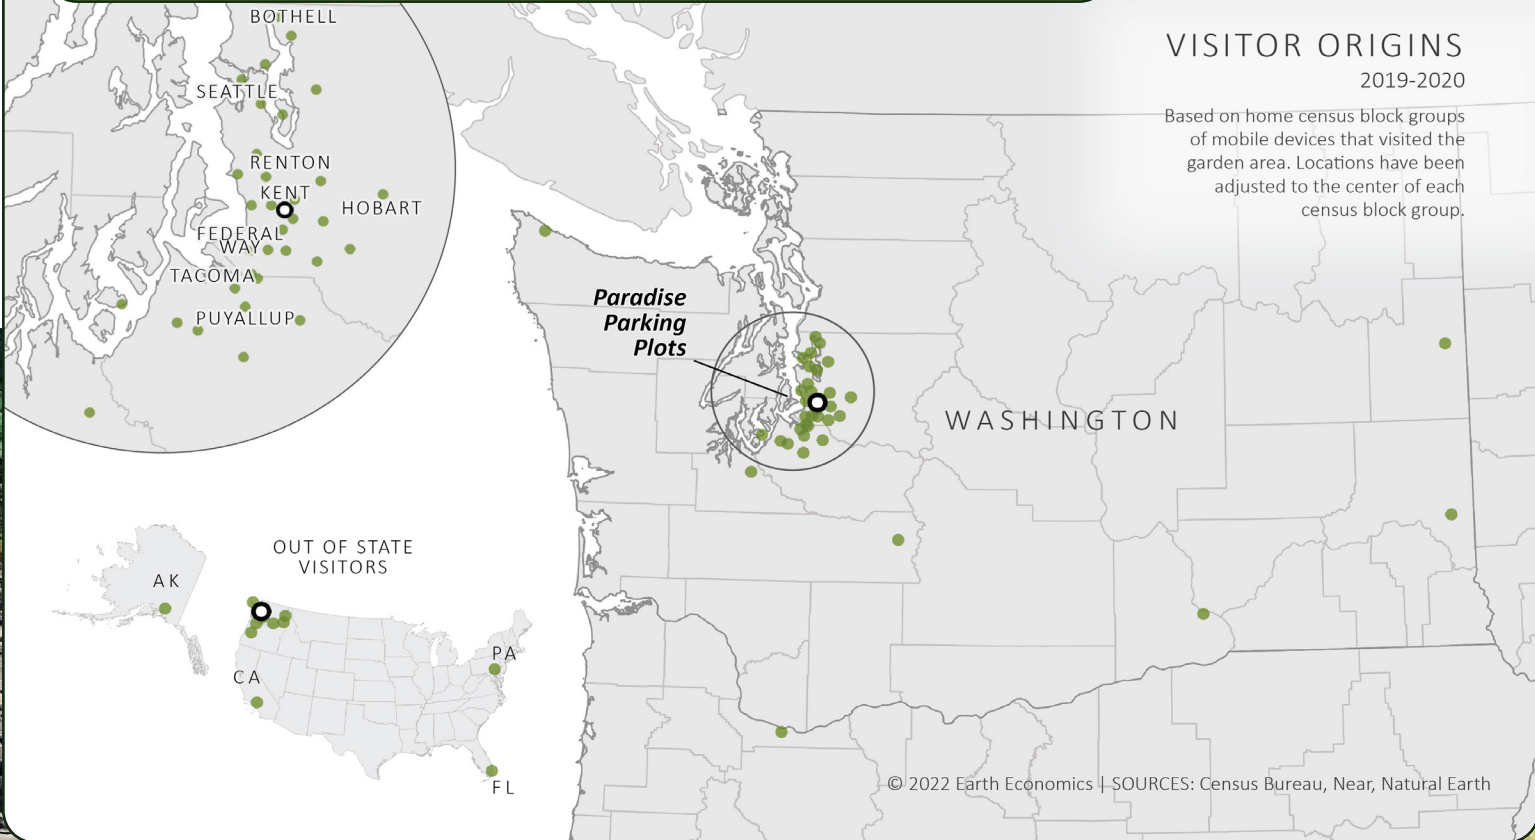 VISITOR ORIGINS
2019-2020
Based on home census block groups
of mobile devices that visited the
garden area. Locations have been
adjusted to the center of each
census block group.
BOTHELL
SEATTLE
RENTON
KENT
HOBART
FEDERAL
WAY
TACOMA
PUYALLUP
Paradise
Parking
Plots
WASHINGTON
OUT OF STATE
VISITORS
AK
PA
CA
FL
© 2022 Earth Economics | SOURCES: Census Bureau, Near, Natural Earth